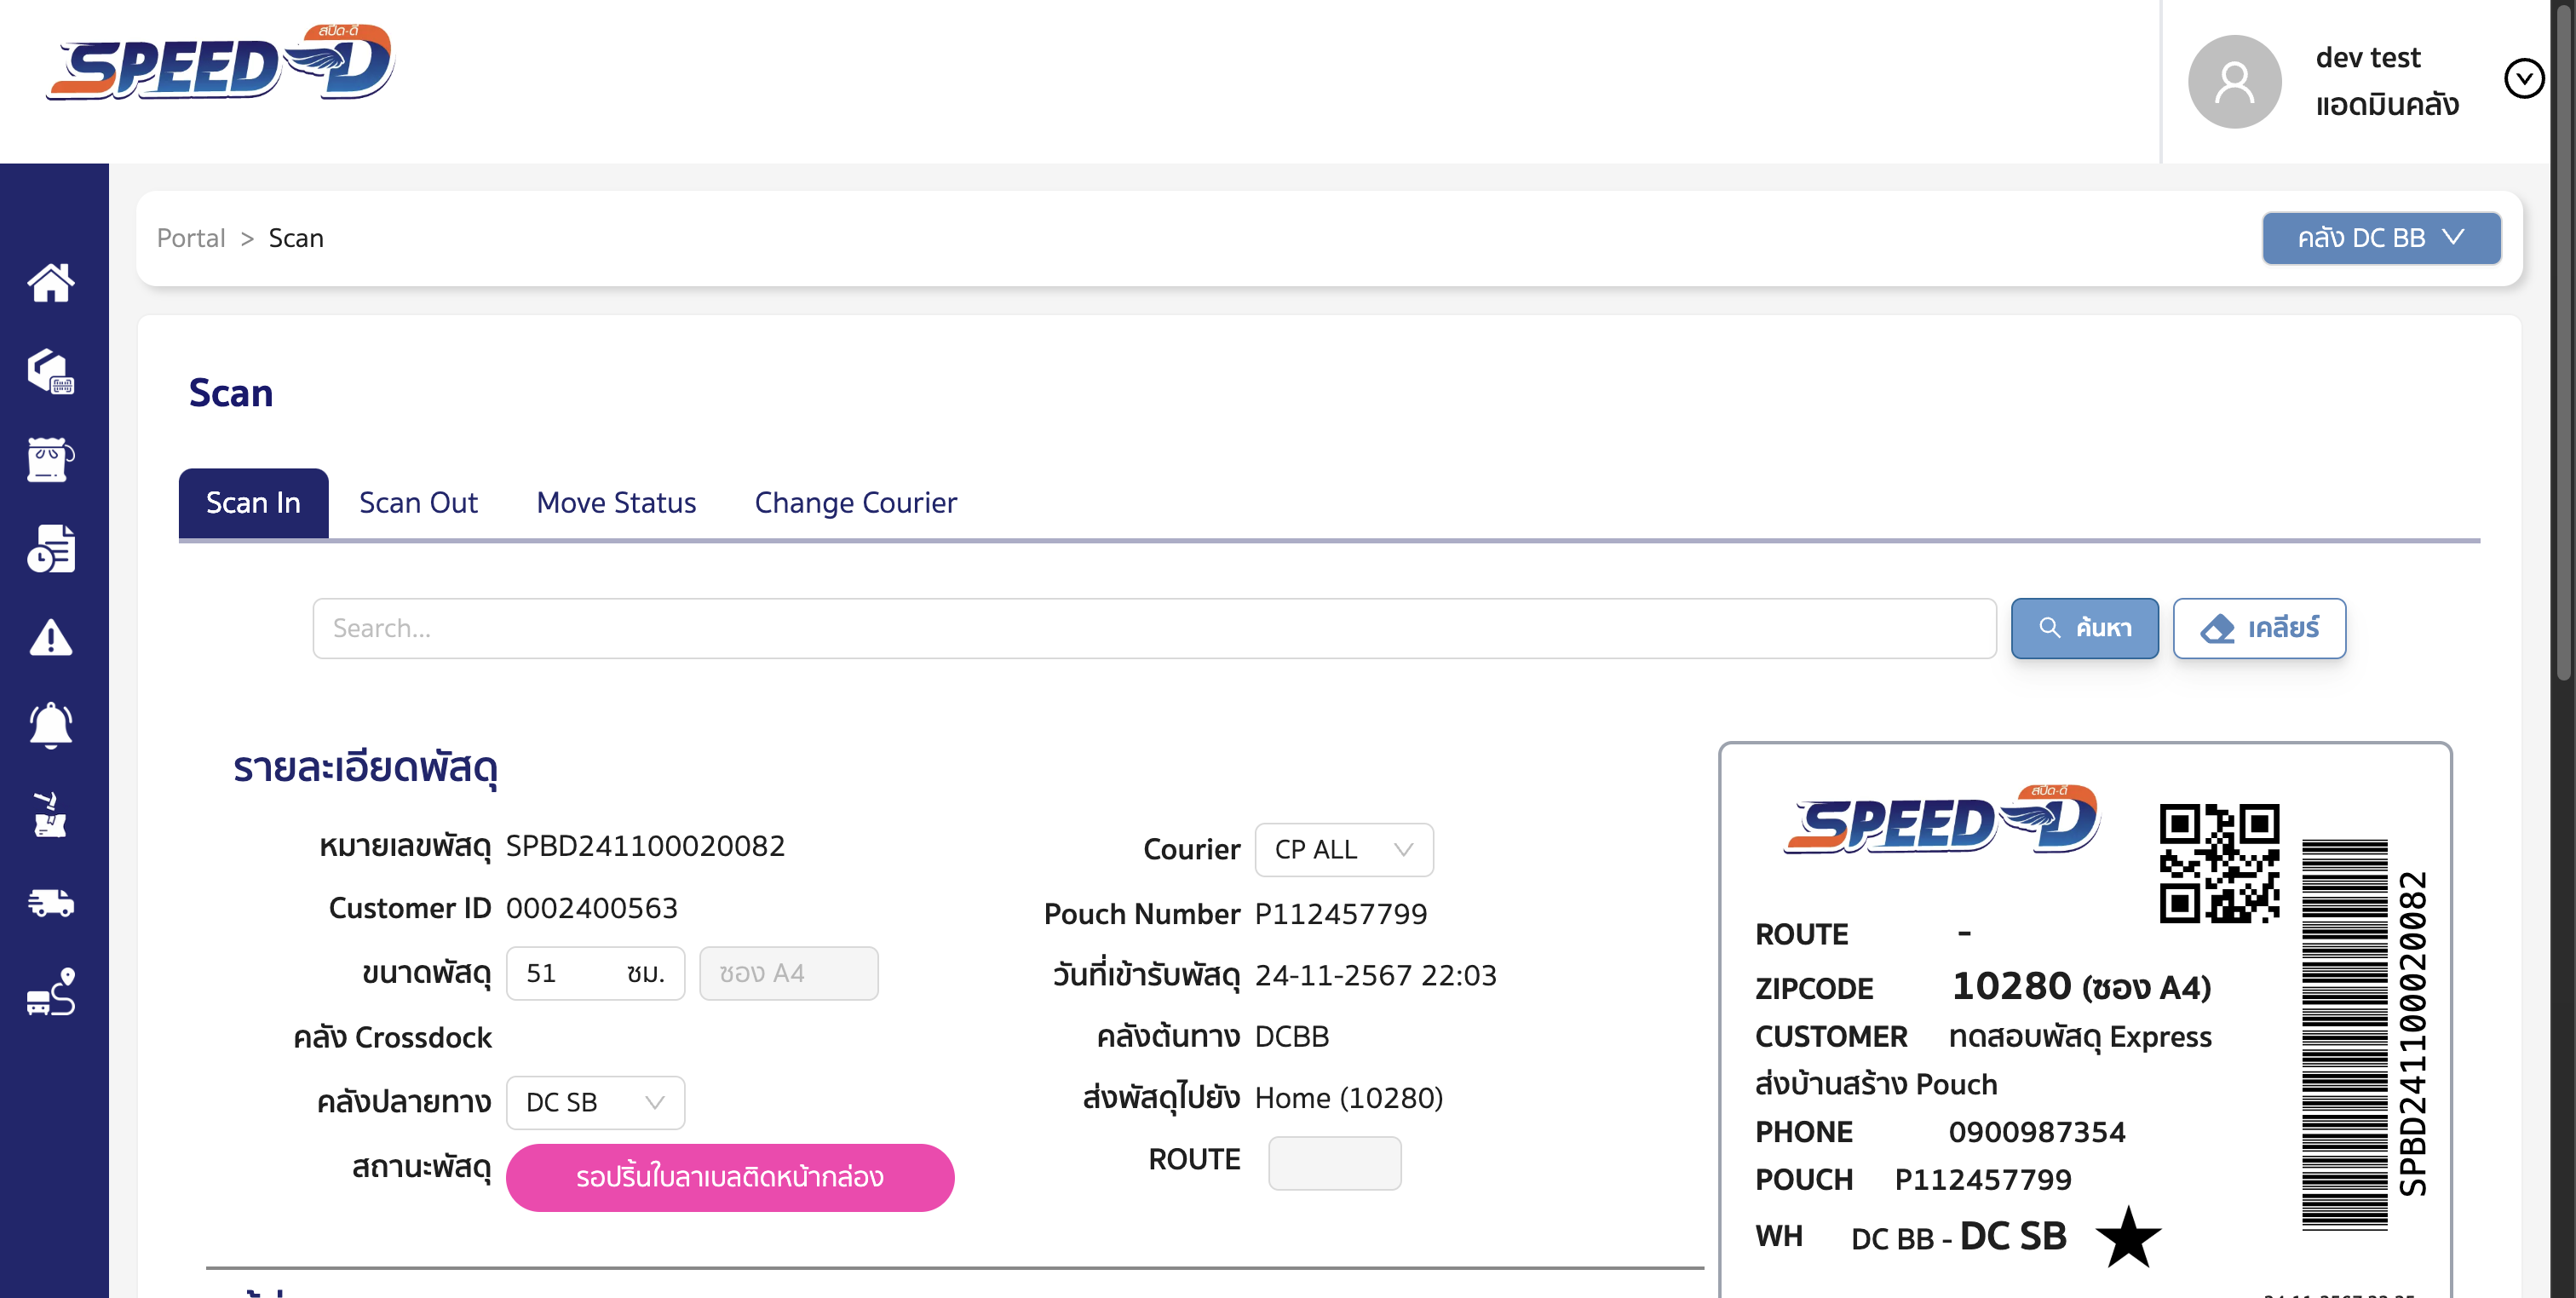 สปีด-ดี
SPEED-D
dev test
แอดมินคลัง
Portal > Scan
คลัง DC BB
Scan
Scan In
Scan Out
Move Status
Change Courier
Search...
ค้นหา
เคลียร์
รายละเอียดพัสดุ
หมายเลขพัสดุ SPBD241100020082
Customer ID 0002400563
ขนาดพัสดุ 51 ซม. ซอง A4
คลัง Crossdock
คลังปลายทาง DC SB
สถานะพัสดุ รอปริ้นใบลาเบลติดหน้ากล่อง
Courier CP ALL
Pouch Number P112457799
วันที่เข้ารับพัสดุ 24-11-2567 22:03
คลังต้นทาง DCBB
ส่งพัสดุไปยัง Home (10280)
ROUTE
สปีด-ดี
SPEED-D
ROUTE -
ZIPCODE 10280 (ซอง A4)
CUSTOMER ทดสอบพัสดุ Express
ส่งบ้านสร้าง Pouch
PHONE 0900987354
POUCH P112457799
WH DC BB - DC SB
SPBD241100020082